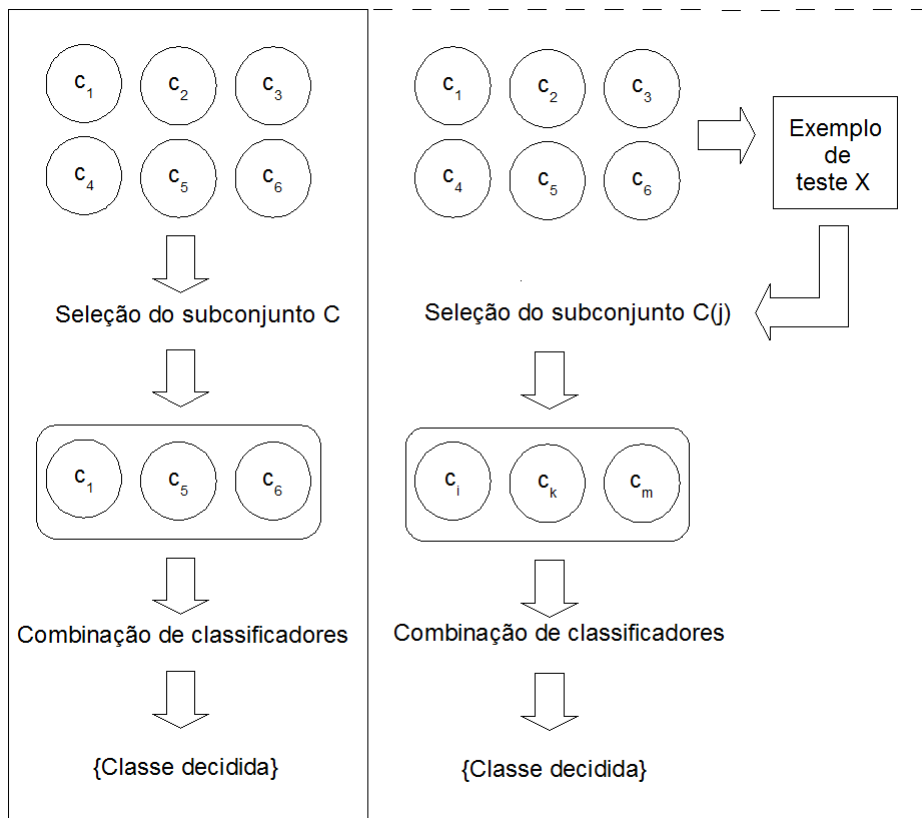 c1 c2 c3
c4 c5 c6
Seleção do subconjunto C
c1 c5 c6
Combinação de classificadores
{Classe decidida}
c1 c2 c3
c4 c5 c6
Exemplo
de
teste X
Seleção do subconjunto C(j)
ci ck cm
Combinação de classificadores
{Classe decidida}